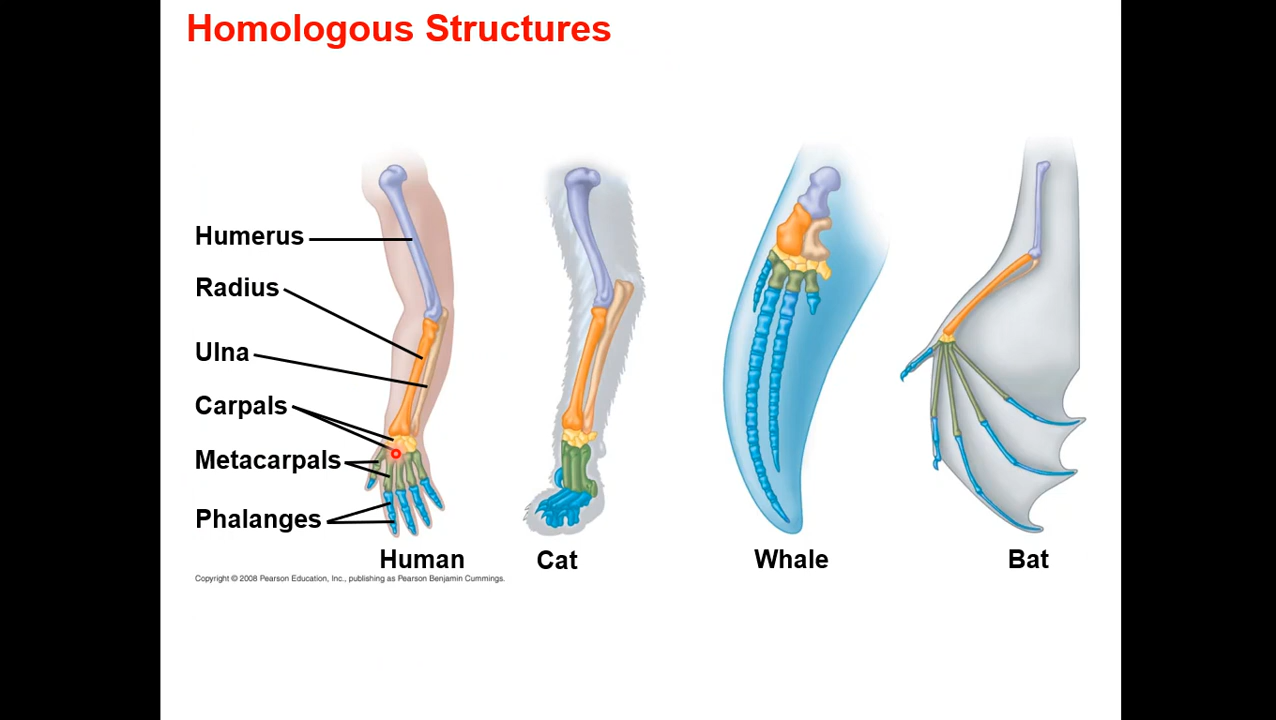 Homologous Structures
Humerus
Radius
Ulna
Carpals
Metacarpals
Phalanges
Human Cat Whale Bat
Copyright © 2008 Pearson Education, Inc., publishing as Pearson Benjamin Cummings.